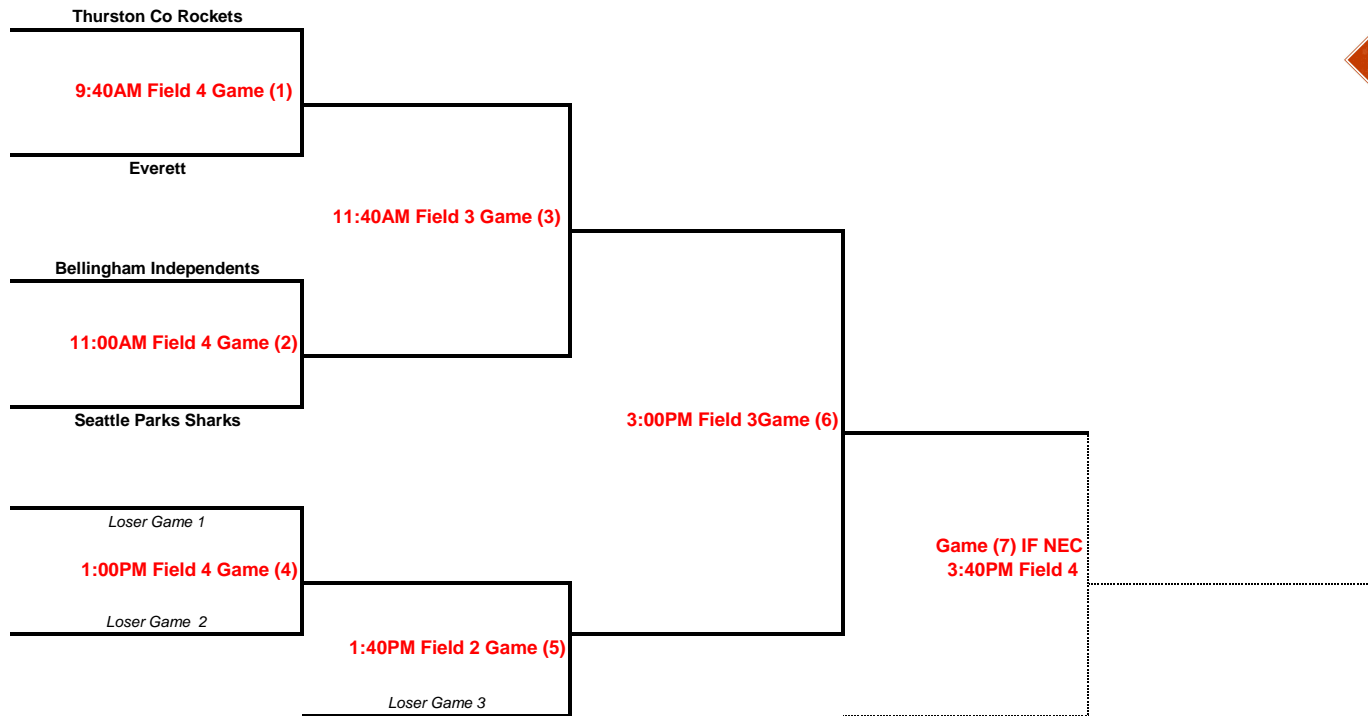 Thurston Co Rockets
9:40AM Field 4 Game (1)
Everett
11:40AM Field 3 Game (3)
Bellingham Independents
11:00AM Field 4 Game (2)
Seattle Parks Sharks
3:00PM Field 3Game (6)
Loser Game 1
Game (7) IF NEC
1:00PM Field 4 Game (4)
3:40PM Field 4
Loser Game  2
1:40PM Field 2 Game (5)
Loser Game 3